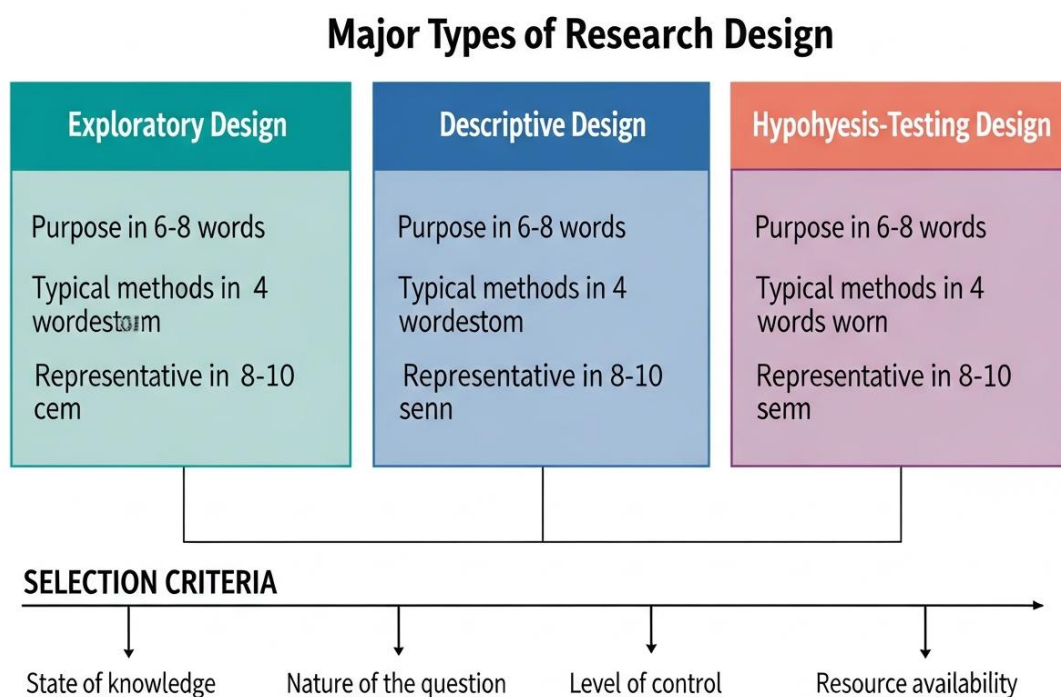 Major Types of Research Design
Exploratory Design
Purpose in 6-8 words
Typical methods in 4
Representative in 8-10
cem
Descriptive Design
Purpose in 6-8 words
Typical methods in 4
wordestom
Representative in 8-10
senn
Hypohyesis-Testing Design
Purpose in 6-8 words
Typical methods in 4
words worn
Representative in 8-10
semm
SELECTION CRITERIA
State of knowledge
Nature of the question
Level of control
Resource availability